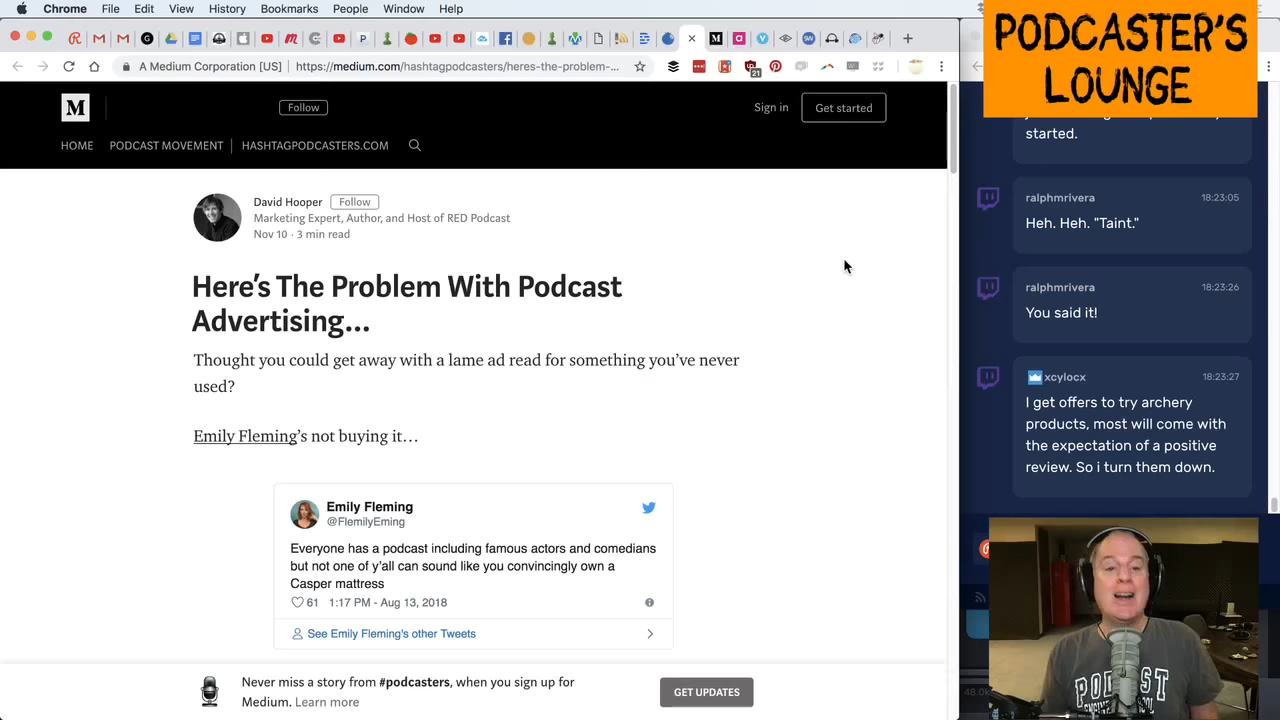 Chrome File Edit View History Bookmarks People Window Help
PODCASTER'S
LOUNGE
A Medium Corporation [US] https://medium.com/hashtagpodcasters/heres-the-problem-...
21
M
Follow
Sign in
Get started
HOME PODCAST MOVEMENT HASHTAGPODCASTERS.COM
David Hooper Follow
Marketing Expert, Author, and Host of RED Podcast
Nov 10 · 3 min read
Here's The Problem With Podcast
Advertising...
Thought you could get away with a lame ad read for something you've never
used?
Emily Fleming's not buying it…
Emily Fleming
@FlemilyEming
Everyone has a podcast including famous actors and comedians
but not one of y'all can sound like you convincingly own a
Casper mattress
61 1:17 PM - Aug 13, 2018
See Emily Fleming's other Tweets
Never miss a story from #podcasters, when you sign up for
Medium. Learn more
GET UPDATES
started.
ralphmrivera 18:23:05
Heh. Heh. "Taint."
ralphmrivera 18:23:26
You said it!
xcylocx 18:23:27
I get offers to try archery
products, most will come with
the expectation of a positive
review. So i turn them down.